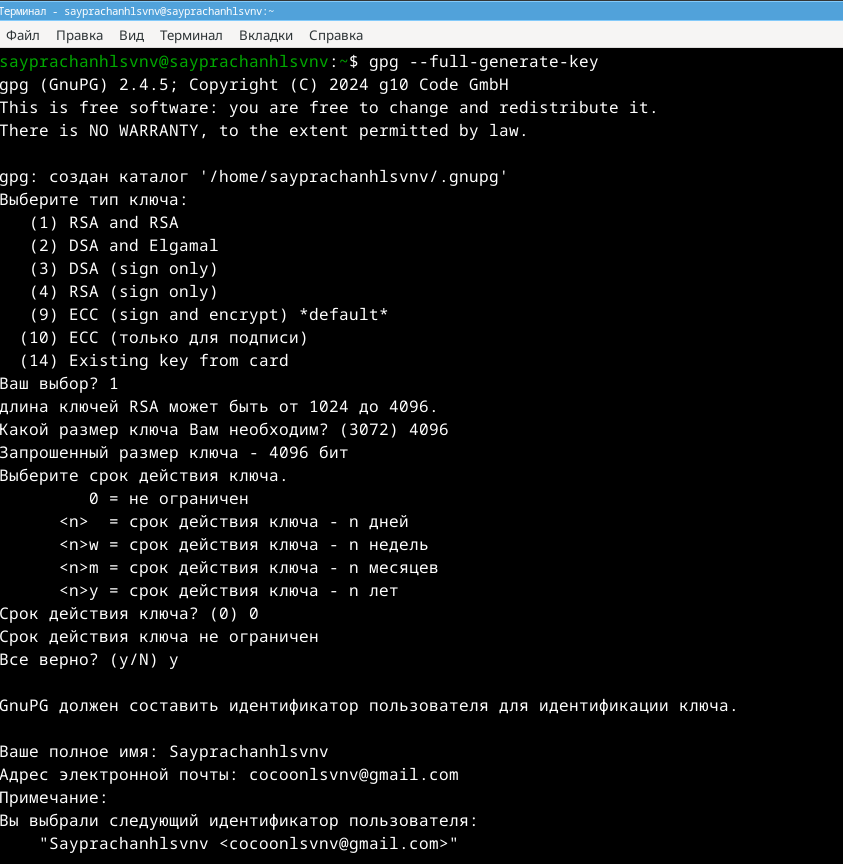 Терминал - sayprachanhlsvnv@sayprachanhlsvnv:~
Файл Правка Вид Терминал Вкладки Справка
sayprachanhlsvnv@sayprachanhlsvnv:~$ gpg --full-generate-key
gpg (GnuPG) 2.4.5; Copyright (C) 2024 g10 Code GmbH
This is free software: you are free to change and redistribute it.
There is NO WARRANTY, to the extent permitted by law.
gpg: создан каталог '/home/sayprachanhlsvnv/.gnupg'
Выберите тип ключа:
(1) RSA and RSA
(2) DSA and Elgamal
(3) DSA (sign only)
(4) RSA (sign only)
(9) ECC (sign and encrypt) *default*
(10) ECC (только для подписи)
(14) Existing key from card
Ваш выбор? 1
длина ключей RSA может быть от 1024 до 4096.
Какой размер ключа Вам необходим? (3072) 4096
Запрошенный размер ключа - 4096 бит
Выберите срок действия ключа.
0 = не ограничен
<n>  = срок действия ключа - n дней
<n>w = срок действия ключа - n недель
<n>m = срок действия ключа - n месяцев
<n>y = срок действия ключа - n лет
Срок действия ключа? (0) 0
Срок действия ключа не ограничен
Все верно? (y/N) y
GnuPG должен составить идентификатор пользователя для идентификации ключа.
Ваше полное имя: Sayprachanhlsvnv
Адрес электронной почты: cocoonlsvnv@gmail.com
Примечание:
Вы выбрали следующий идентификатор пользователя:
"Sayprachanhlsvnv <cocoonlsvnv@gmail.com>"